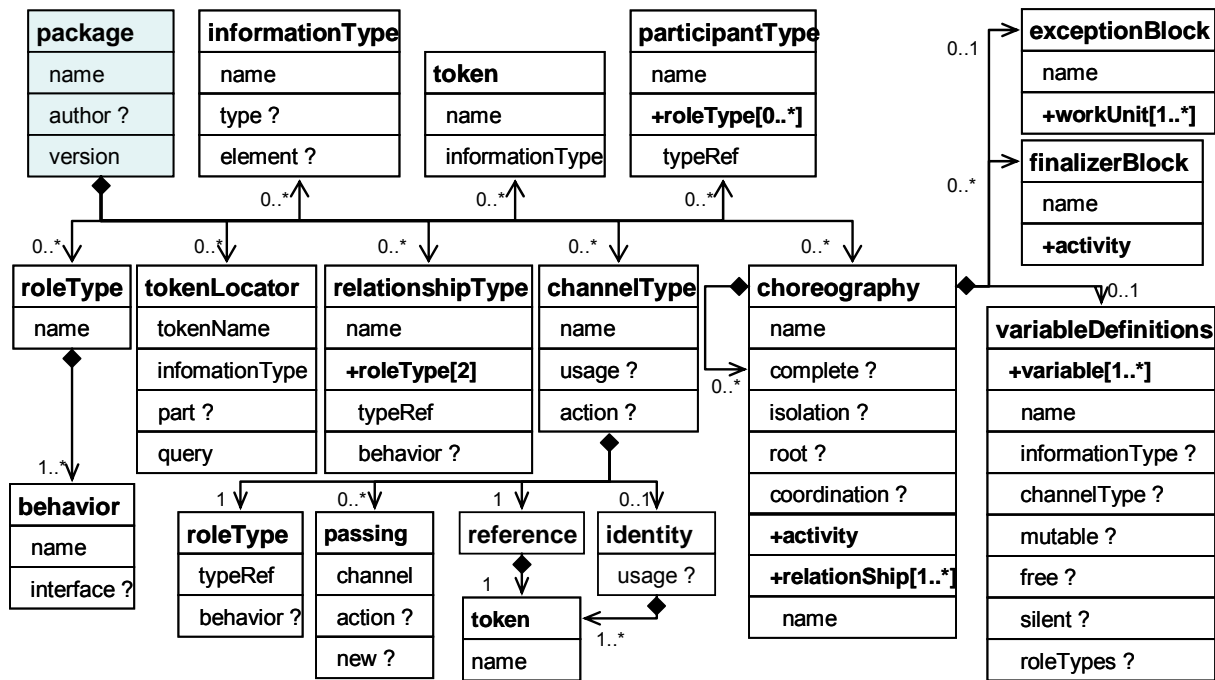 package
name
author ?
version
informationType
name
type ?
element ?
token
name
informationType
participantType
name
+roleType[0..*]
typeRef
0..1
exceptionBlock
name
+workUnit[1..*]
0..*
finalizerBlock
name
+activity
0..*
0..*
0..*
0..*
0..*
0..*
0..*
0..*
roleType
name
tokenLocator
tokenName
infomationType
part ?
query
relationshipType
name
+roleType[2]
typeRef
behavior ?
channelType
name
usage ?
action ?
0..*
choreography
name
complete ?
isolation ?
root ?
coordination ?
+activity
+relationShip[1..*]
name
0..1
variableDefinitions
+variable[1..*]
name
informationType ?
channelType ?
mutable ?
free ?
silent ?
roleTypes ?
1..*
behavior
name
interface ?
1
0..*
1
0..1
roleType
typeRef
behavior ?
passing
channel
action ?
new ?
reference
identity
usage ?
1
1..*
token
name